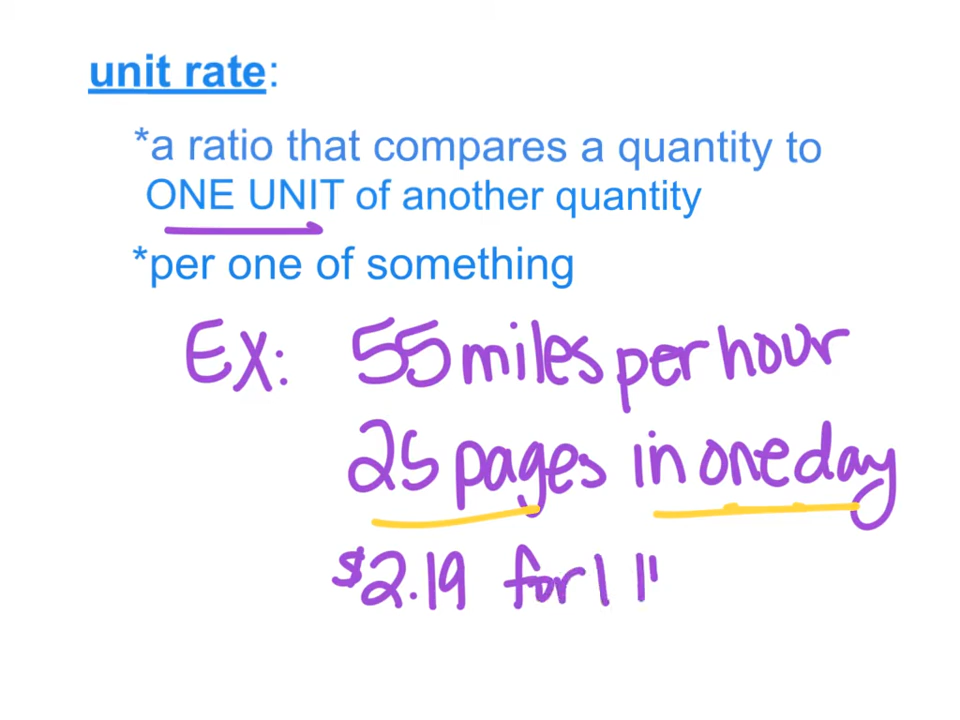 unit rate:
*a ratio that compares a quantity to
ONE UNIT of another quantity
*per one of something
Ex: 55 miles per hour
25 pages in one day
$2.19 for 1